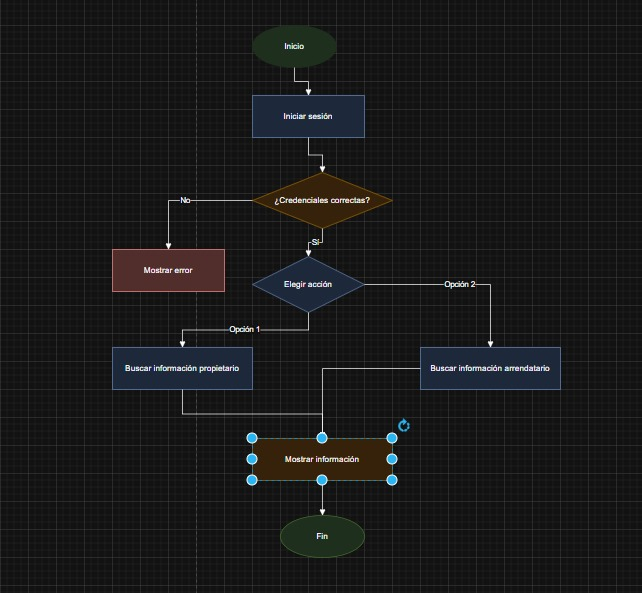 Inicio
Iniciar sesión
¿Credenciales correctas?
No
Sí
Mostrar error
Elegir acción
Opción 2
Opción 1
Buscar información propietario
Buscar información arrendatario
Mostrar información
Fin